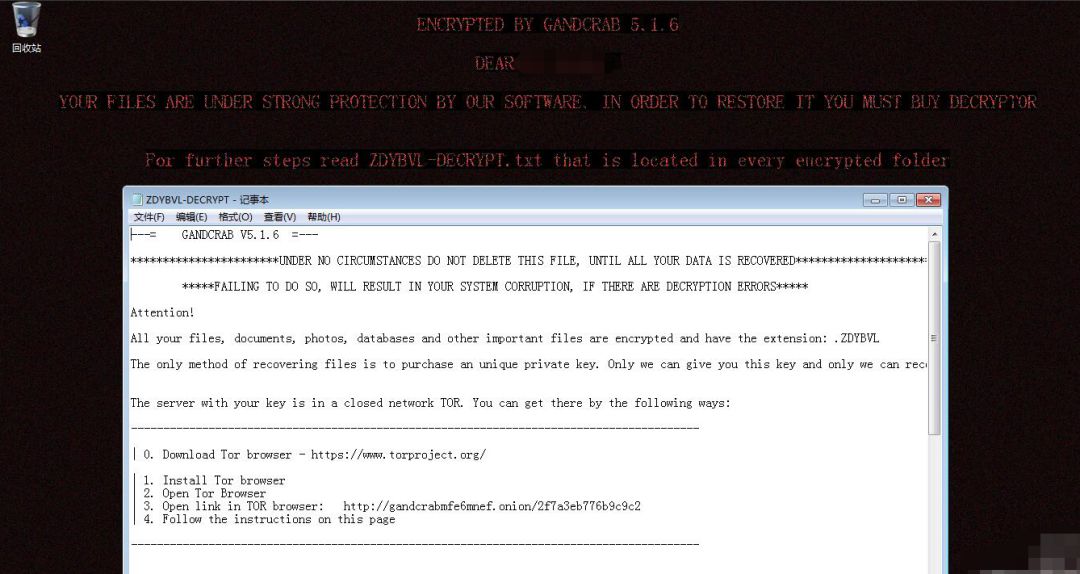 回收站
ENCRYPTED BY GANDCRAB 5.1.6
DEAR
YOUR FILES ARE UNDER STRONG PROTECTION BY OUR SOFTWARE. IN ORDER TO RESTORE IT YOU MUST BUY DECRYPTOR
For further steps read ZDYBVL-DECRYPT.txt that is located in every encrypted folder
ZDYBVL-DECRYPT - 记事本
文件(F) 编辑(E) 格式(O) 查看(V) 帮助(H)
---= GANDCRAB V5.1.6 =---
***********************UNDER NO CIRCUMSTANCES DO NOT DELETE THIS FILE, UNTIL ALL YOUR DATA IS RECOVERED*********************
*****FAILING TO DO SO, WILL RESULT IN YOUR SYSTEM CORRUPTION, IF THERE ARE DECRYPTION ERRORS*****
Attention!
All your files, documents, photos, databases and other important files are encrypted and have the extension: .ZDYBVL
The only method of recovering files is to purchase an unique private key. Only we can give you this key and only we can
The server with your key is in a closed network TOR. You can get there by the following ways:
----------------------------------------------------------------------------------------
| 0. Download Tor browser - https://www.torproject.org/
| 1. Install Tor browser
| 2. Open Tor Browser
| 3. Open link in TOR browser: http://gandcrabmfe6mnef.onion/2f7a3eb776b9c9c2
| 4. Follow the instructions on this page
----------------------------------------------------------------------------------------